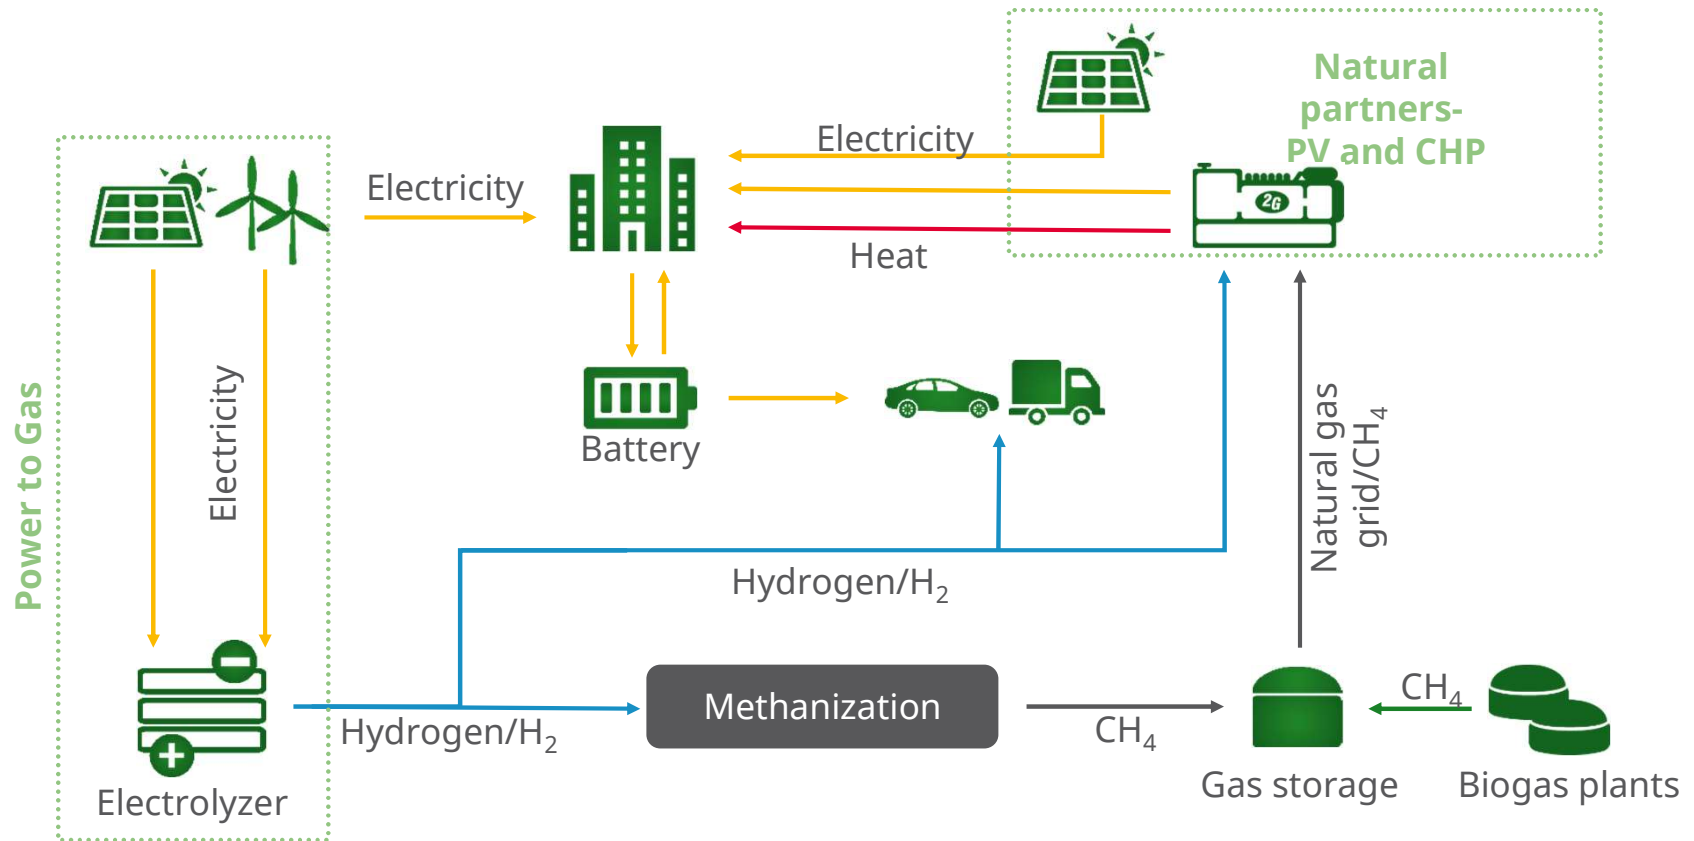 Natural
partners-
PV and CHP
Electricity
Electricity
2G
Heat
Power to Gas
Electricity
Battery
Natural gas
grid/CH₄
Hydrogen/H₂
Methanization
Hydrogen/H₂
CH₄
CH₄
Electrolyzer
Gas storage
Biogas plants